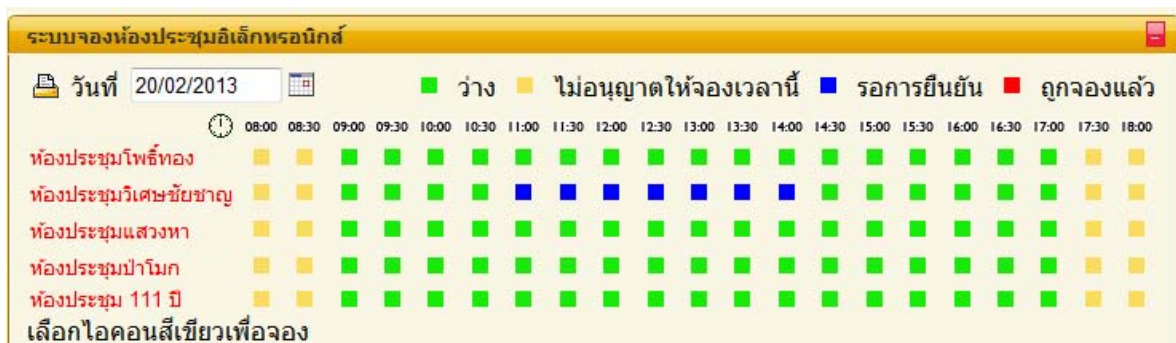 ระบบจองห้องประชุมอิเล็กทรอนิกส์
วันที่ 20/02/2013 ว่าง ไม่อนุญาตให้จองเวลานี้ รอการยืนยัน ถูกจองแล้ว
08:00 08:30 09:00 09:30 10:00 10:30 11:00 11:30 12:00 12:30 13:00 13:30 14:00 14:30 15:00 15:30 16:00 16:30 17:00 17:30 18:00
ห้องประชุมโพธิ์ทอง
ห้องประชุมวิเศษชัยชาญ
ห้องประชุมแสวงหา
ห้องประชุมป่าโมก
ห้องประชุม 111 ปี
เลือกไอคอนสีเขียวเพื่อจอง